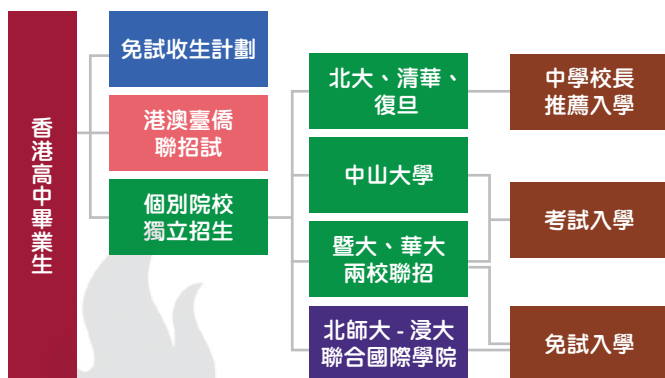 香港高中畢業生
免試收生計劃
港澳臺僑
聯招試
個別院校
獨立招生
北大、清華、
復旦
中山大學
暨大、華大
兩校聯招
北師大 - 浸大
聯合國際學院
中學校長
推薦入學
考試入學
免試入學